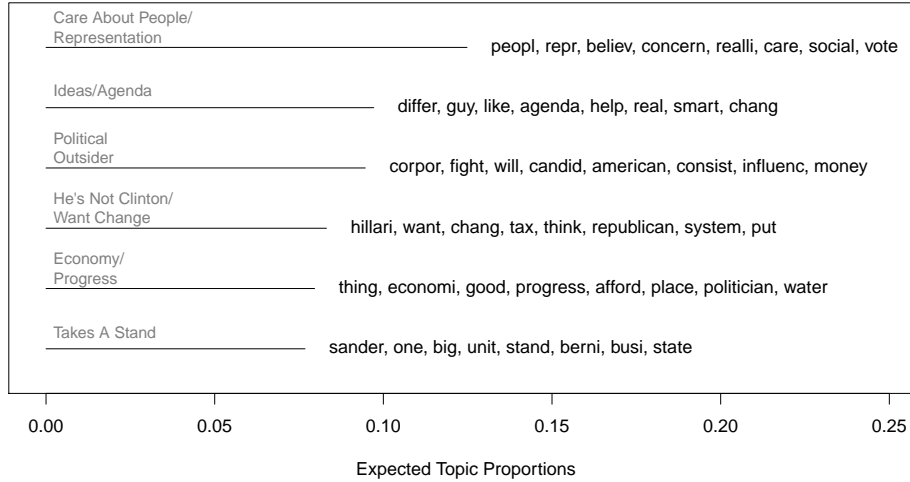 Care About People/
Representation
peopl, repr, believ, concern, realli, care, social, vote
Ideas/Agenda
differ, guy, like, agenda, help, real, smart, chang
Political
Outsider
corpor, fight, will, candid, american, consist, influenc, money
He's Not Clinton/
Want Change
hillari, want, chang, tax, think, republican, system, put
Economy/
Progress
thing, economi, good, progress, afford, place, politician, water
Takes A Stand
sander, one, big, unit, stand, berni, busi, state
0.00 0.05 0.10 0.15 0.20 0.25
Expected Topic Proportions